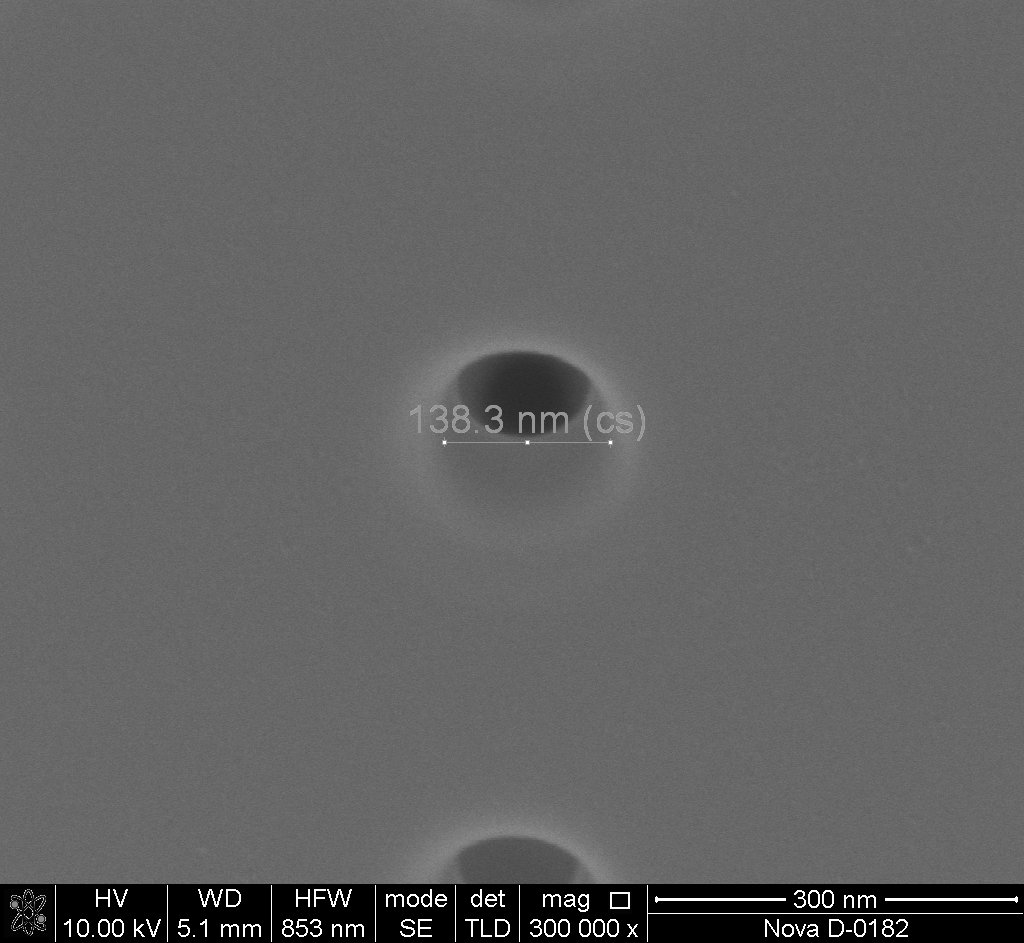 138.3 nm (cs)
HV WD HFW mode det mag □ 300 nm
10.00 kV 5.1 mm 853 nm SE TLD 300 000 x Nova D-0182